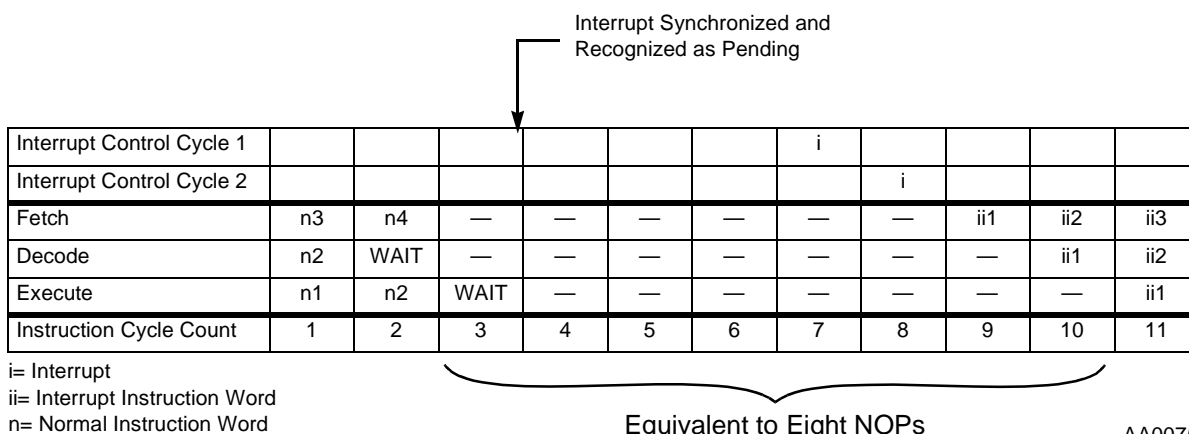 Interrupt Synchronized and
Recognized as Pending
Interrupt Control Cycle 1 i
Interrupt Control Cycle 2 i
Fetch n3 n4 — — — — — — ii1 ii2 ii3
Decode n2 WAIT — — — — — — — ii1 ii2
Execute n1 n2 WAIT — — — — — — — ii1
Instruction Cycle Count 1 2 3 4 5 6 7 8 9 10 11
i= Interrupt
ii= Interrupt Instruction Word
n= Normal Instruction Word
Equivalent to Eight NOPs